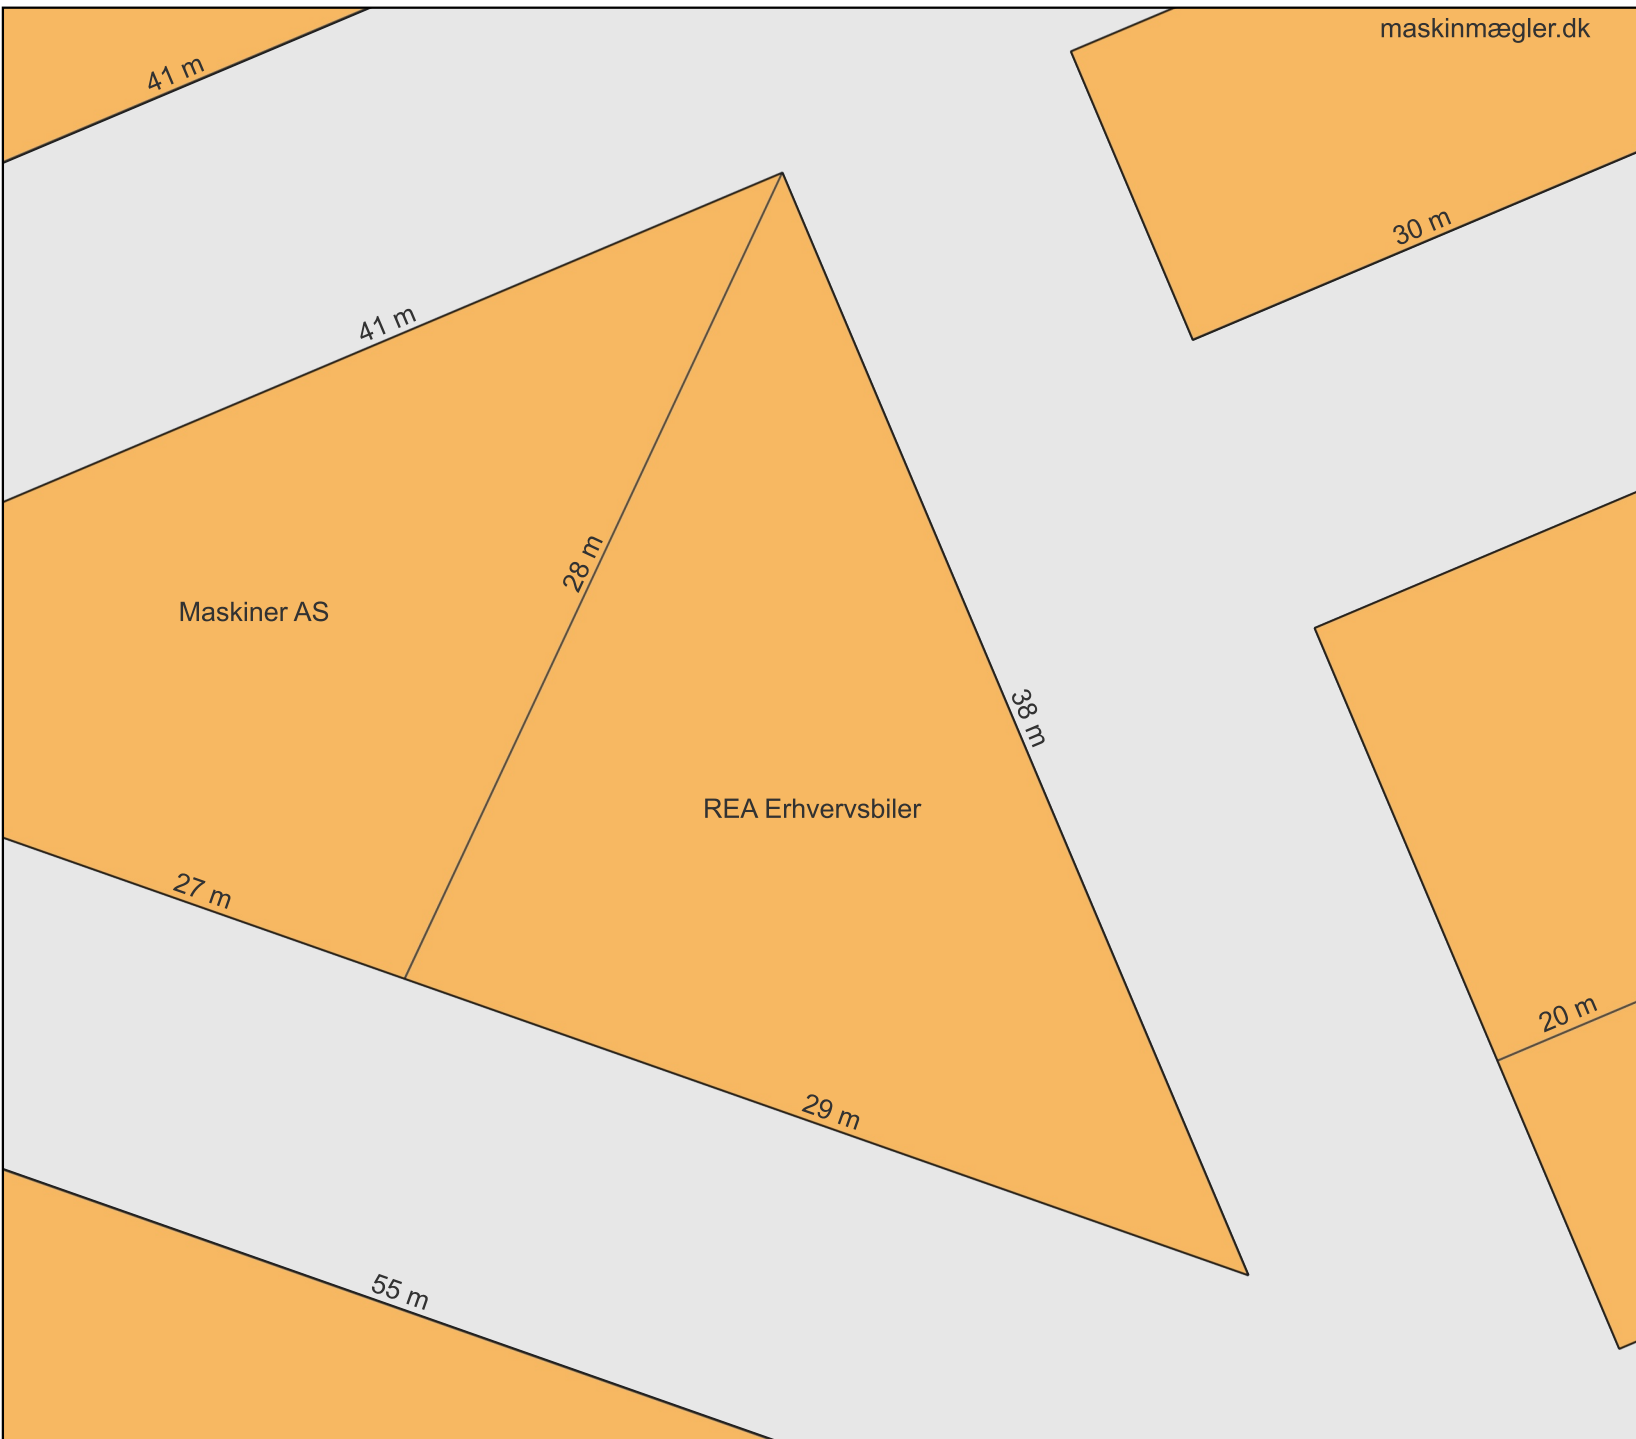 maskinmægler.dk
41 m
30 m
41 m
28 m
Maskiner AS
38 m
REA Erhvervsbiler
27 m
20 m
29 m
55 m